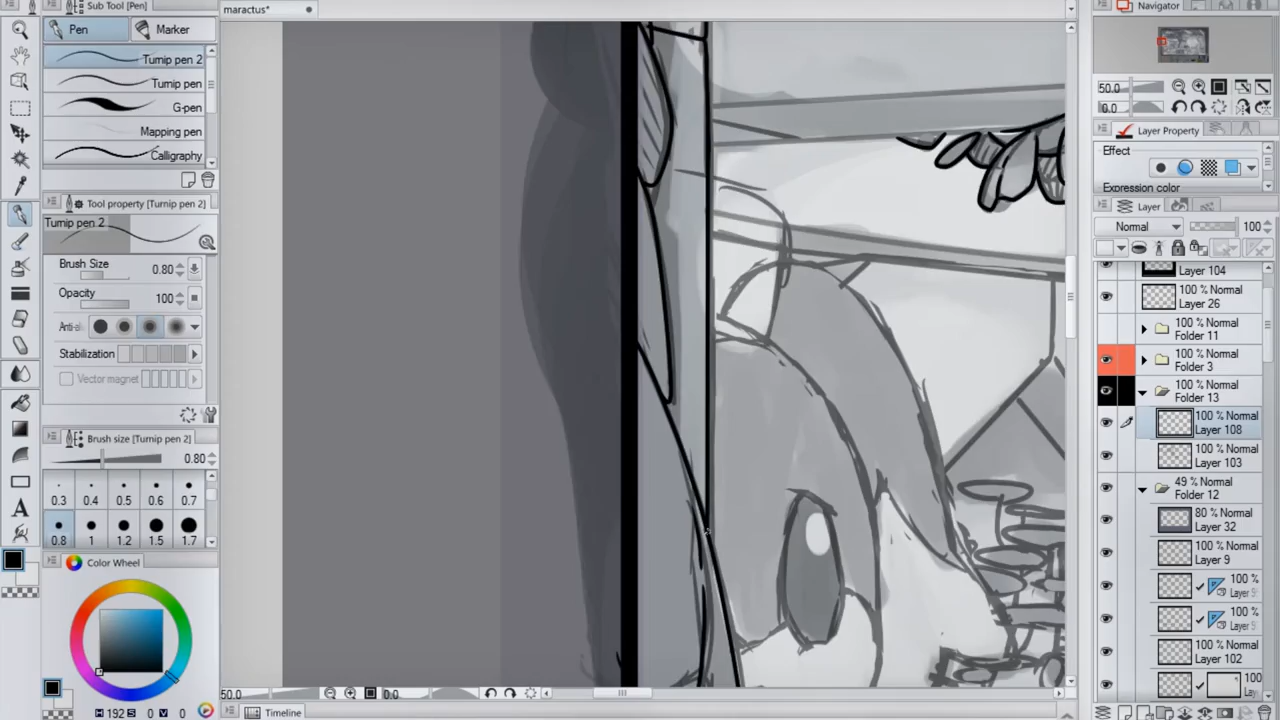 Sub Tool [Pen]
maractus*
Navigator
Pen
Marker
Turnip pen 2
Turnip pen
G-pen
Mapping pen
Calligraphy
50.0
0.0
Layer Property
Effect
Expression color
Tool property [Turnip pen 2]
Turnip pen 2
Layer
Normal
100
Brush Size
0.80
Opacity
100
Anti-al
Stabilization
Vector magnet
Layer 104
100 % Normal
Layer 26
100 % Normal
Folder 11
100 % Normal
Folder 3
100 % Normal
Folder 13
100 % Normal
Layer 108
100 % Normal
Layer 103
49 % Normal
Folder 12
80 % Normal
Layer 32
100 % Normal
Layer 9
100 %
Layer 9
100 %
Layer 9
100 % Normal
Layer 102
100
Brush size [Turnip pen 2]
0.80
0.3
0.4
0.5
0.6
0.7
0.8
1
1.2
1.5
1.7
Color Wheel
H 192 S 0 V 0
50.0
0.0
Timeline